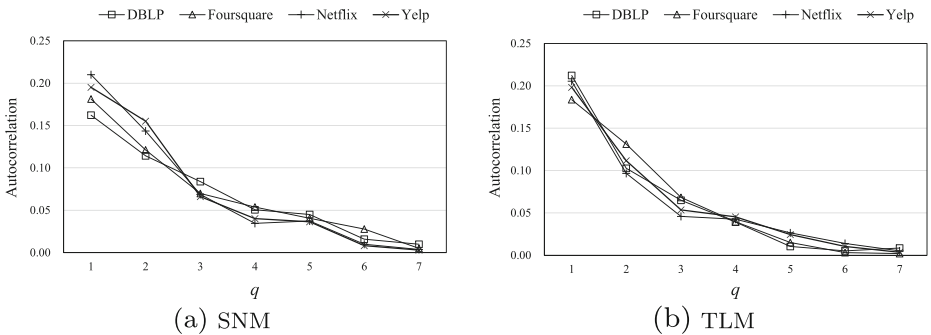 DBLP Foursquare Netflix Yelp
0.25
0.20
0.15
0.10
0.05
0.00
Autocorrelation
1 2 3 4 5 6 7
q
(a) SNM
DBLP Foursquare Netflix Yelp
0.25
0.20
0.15
0.10
0.05
0.00
Autocorrelation
1 2 3 4 5 6 7
q
(b) TLM